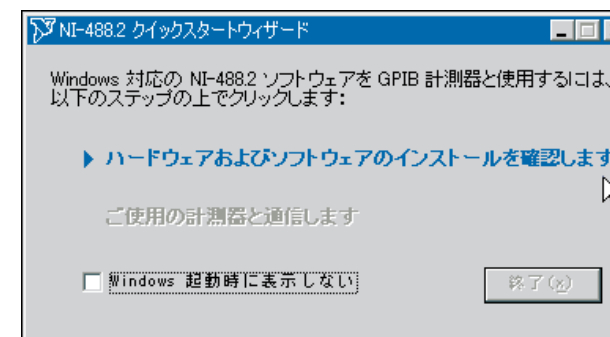 NI-488.2 クイックスタートウィザード
Windows 対応の NI-488.2 ソフトウェアを GPIB 計測器と使用するには、
以下のステップの上でクリックします:
ハードウェアおよびソフトウェアのインストールを確認します
ご使用の計測器と通信します
Windows 起動時に表示しない
終了(x)